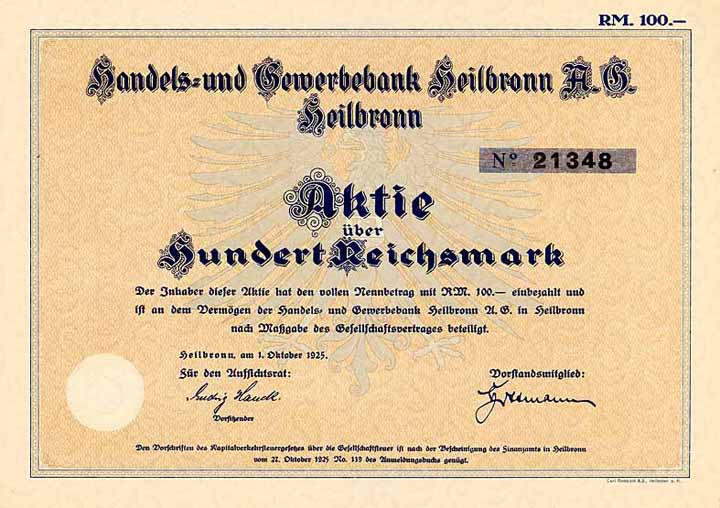 RM. 100.—
Handels- und Gewerbebank Heilbronn A.G.
Heilbronn
Nº 21348
Aktie
über
Hundert Reichsmark
Der Inhaber dieser Aktie hat den vollen Nennbetrag mit RM. 100.— einbezahlt und
ist an dem Vermögen der Handels- und Gewerbebank Heilbronn A.G. in Heilbronn
nach Maßgabe des Gesellschaftsvertrages beteiligt.
Heilbronn, am 1. Oktober 1925.
Für den Aufsichtsrat:
Vorstandsmitglied:
Vorsitzender
Den Vorschriften des Kapitalverkehrsteuergesetzes über die Gesellschaftsteuer ist nach der Bescheinigung des Finanzamts in Heilbronn
vom 27. Oktober 1925 No. 119 des Anmeldungsbuchs genügt.